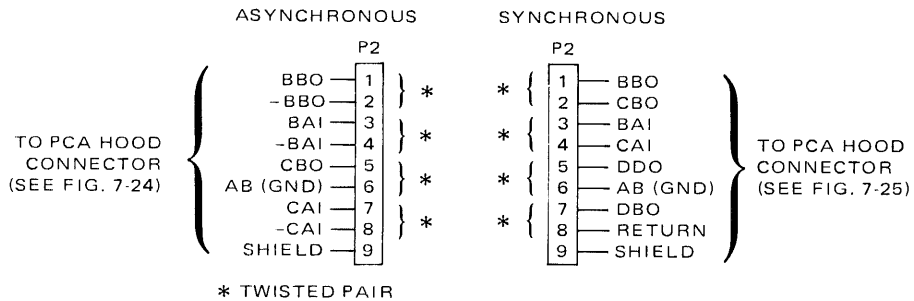 ASYNCHRONOUS
P2
BBO 1
-BBO 2 *
BAI 3
-BAI 4 *
CBO 5
AB (GND) 6 *
CAI 7
-CAI 8 *
SHIELD 9
TO PCA HOOD
CONNECTOR
(SEE FIG. 7-24)
SYNCHRONOUS
P2
1 BBO
* 2 CBO
3 BAI
* 4 CAI
5 DDO
* 6 AB (GND)
7 DBO
* 8 RETURN
9 SHIELD
TO PCA HOOD
CONNECTOR
(SEE FIG. 7-25)
* TWISTED PAIR